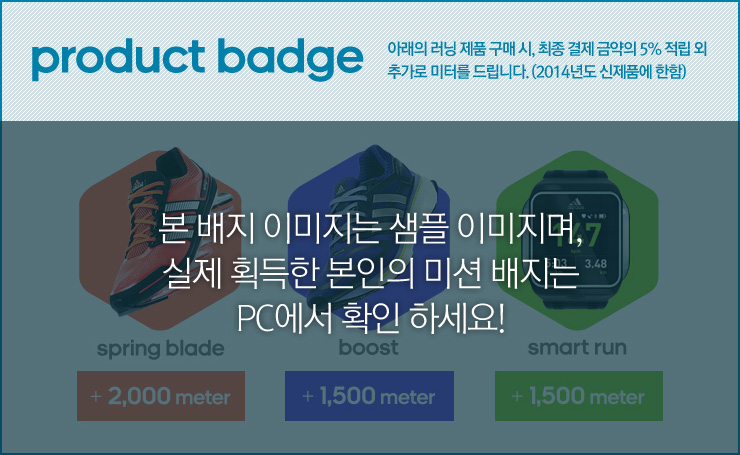 product badge
아래의 러닝 제품 구매 시, 최종 결제 금약의 5% 적립 외
추가로 미터를 드립니다. (2014년도 신제품에 한함)
본 배지 이미지는 샘플 이미지며,
실제 획득한 본인의 미션 배지는
PC에서 확인 하세요!
spring blade
boost
smart run
+ 2,000 meter
+ 1,500 meter
+ 1,500 meter
adidas
3.48